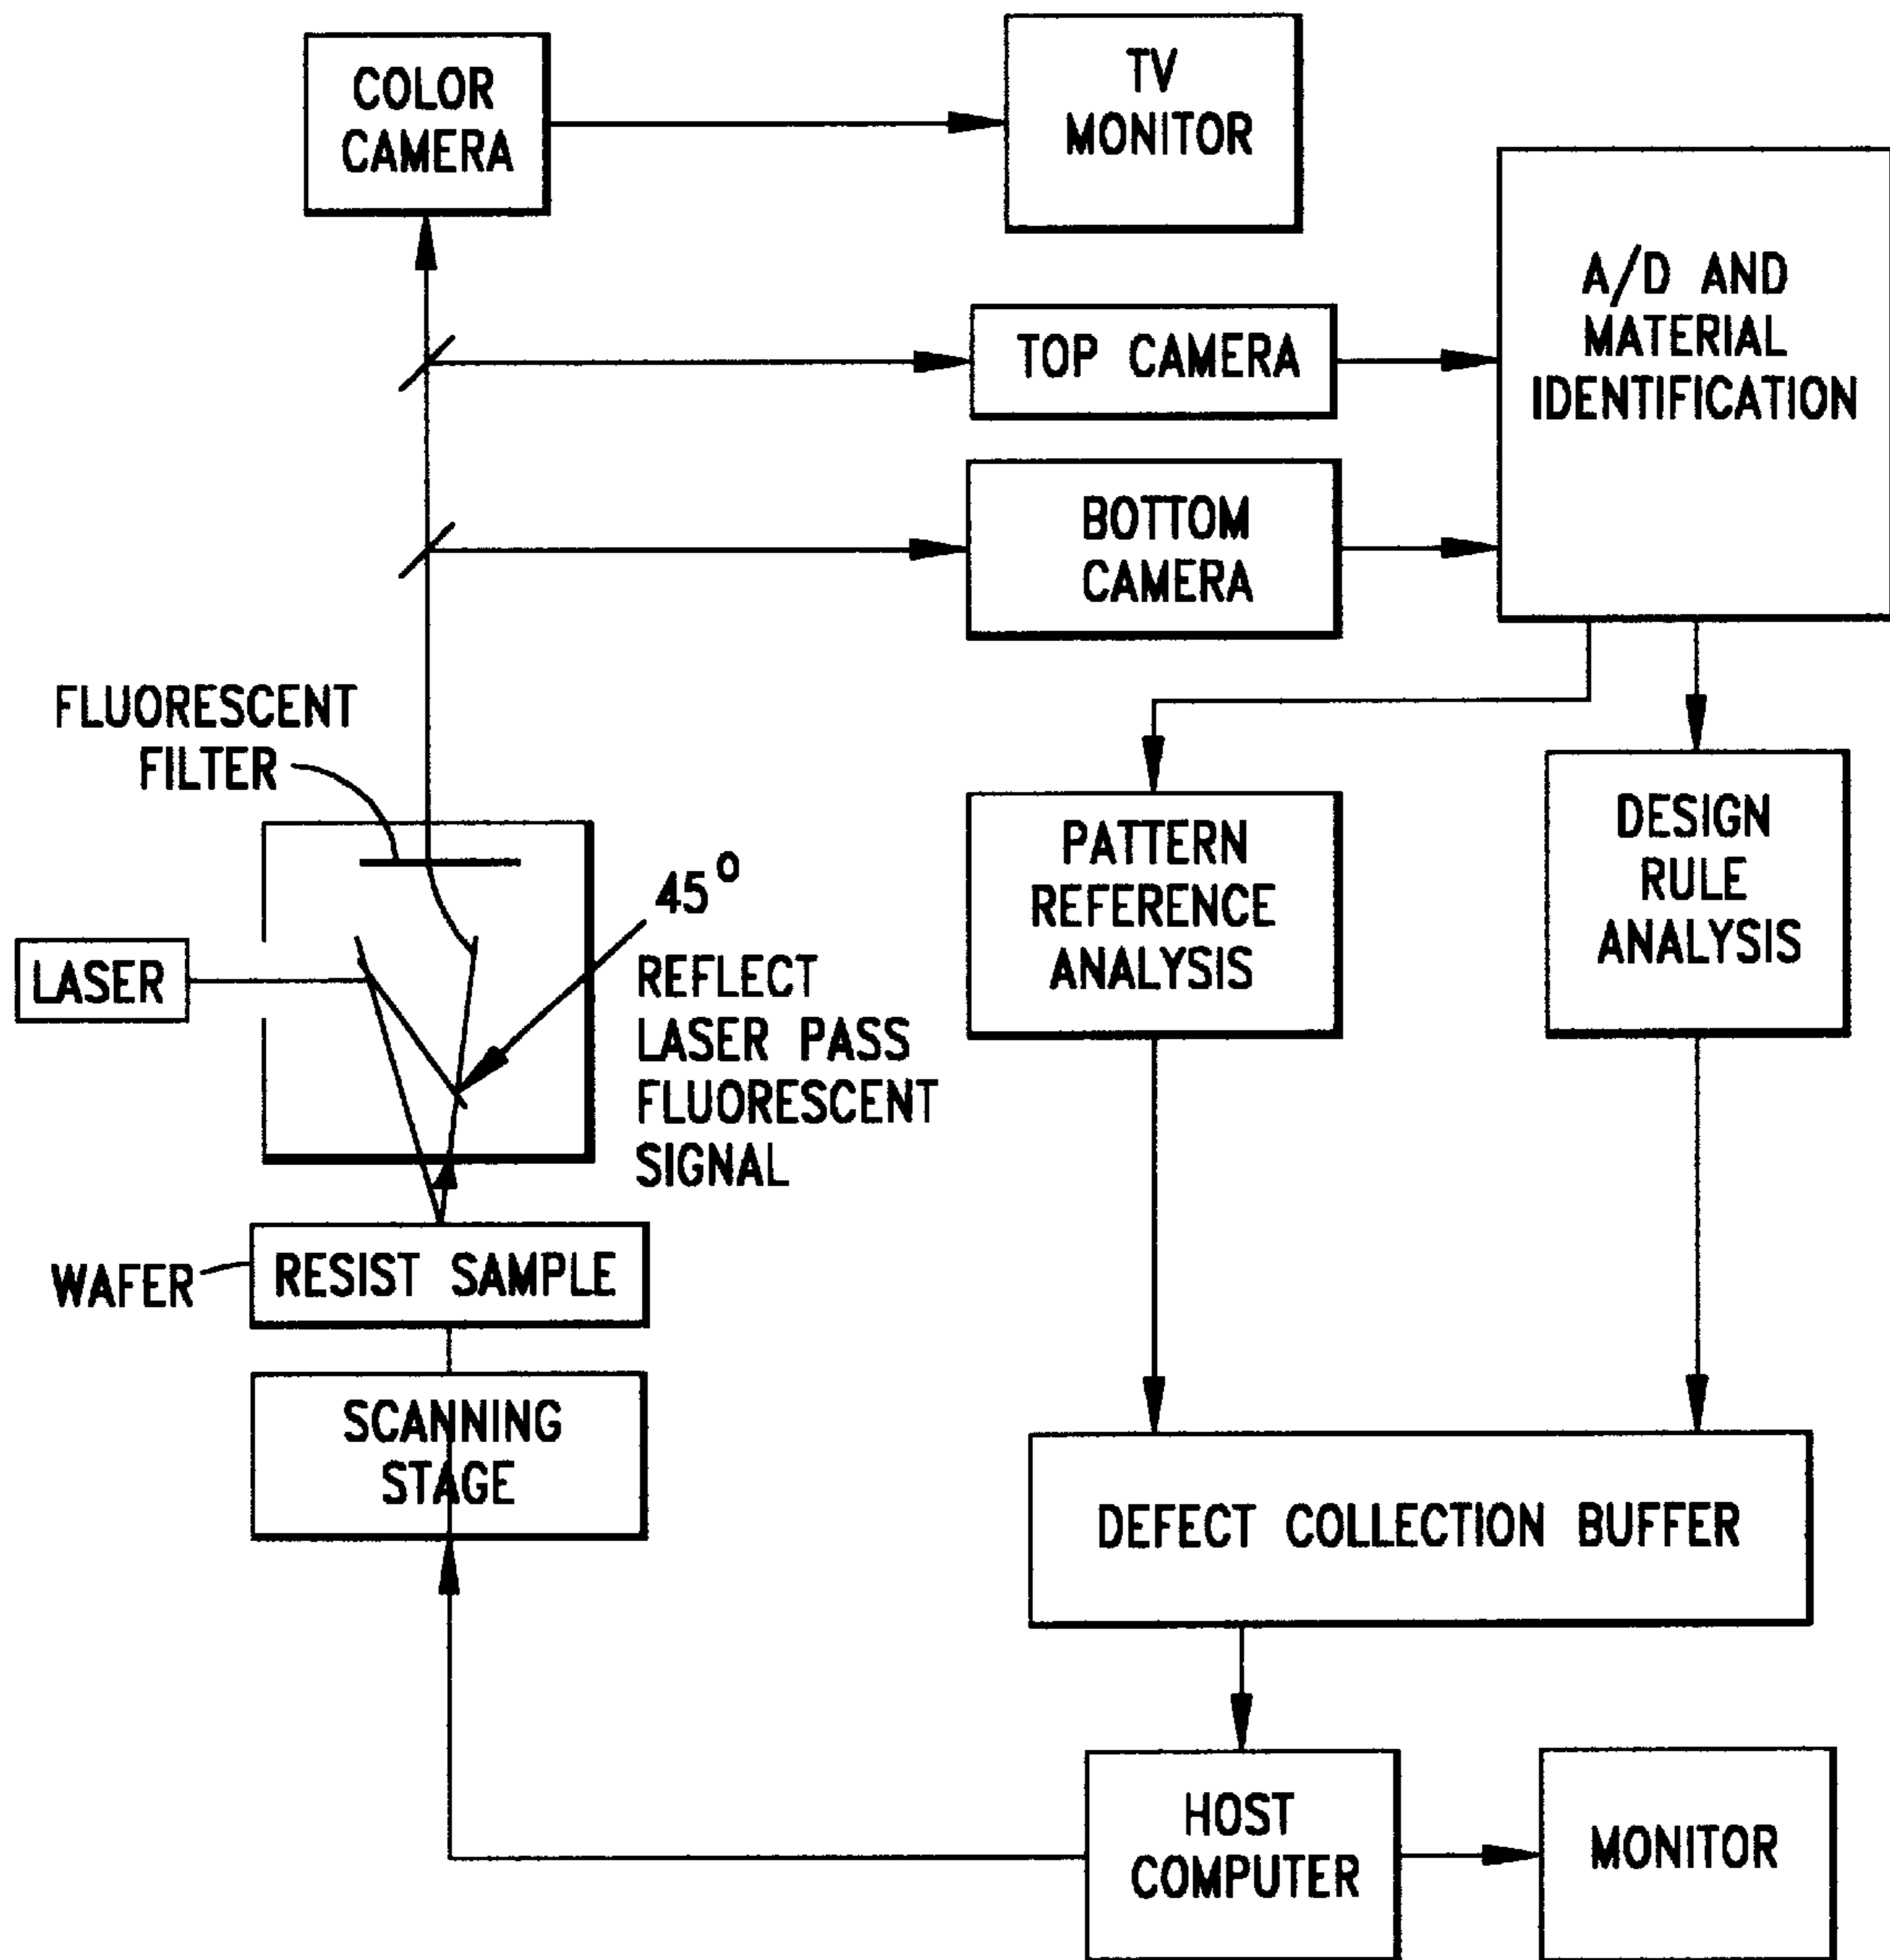 COLOR
CAMERA
TV
MONITOR
A/D AND
MATERIAL
IDENTIFICATION
TOP CAMERA
BOTTOM
CAMERA
FLUORESCENT
FILTER
PATTERN
REFERENCE
ANALYSIS
DESIGN
RULE
ANALYSIS
45°
LASER
REFLECT
LASER PASS
FLUORESCENT
SIGNAL
WAFER
RESIST SAMPLE
SCANNING
STAGE
DEFECT COLLECTION BUFFER
HOST
COMPUTER
MONITOR